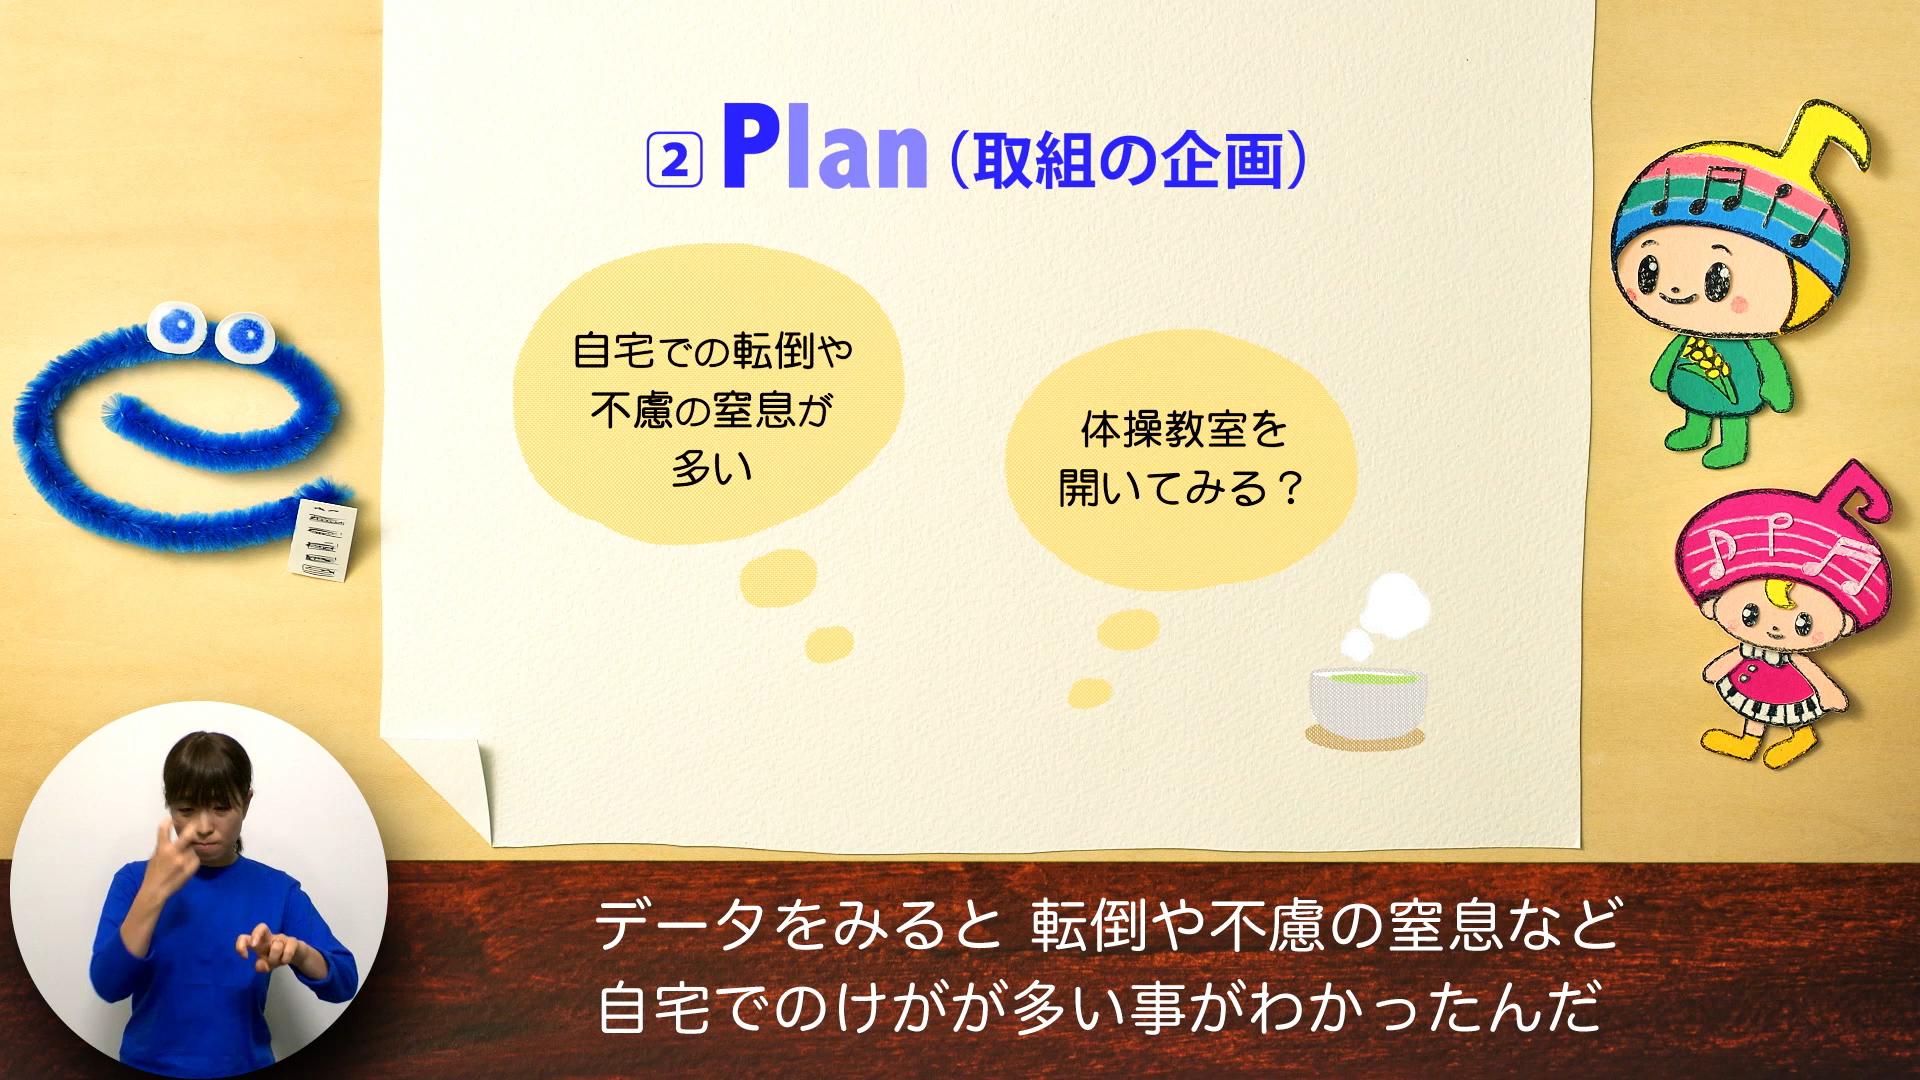 2 Plan（取組の企画）
自宅での転倒や
不慮の窒息が
多い
体操教室を
開いてみる？
データをみると 転倒や不慮の窒息など
自宅でのけがが多い事がわかったんだ